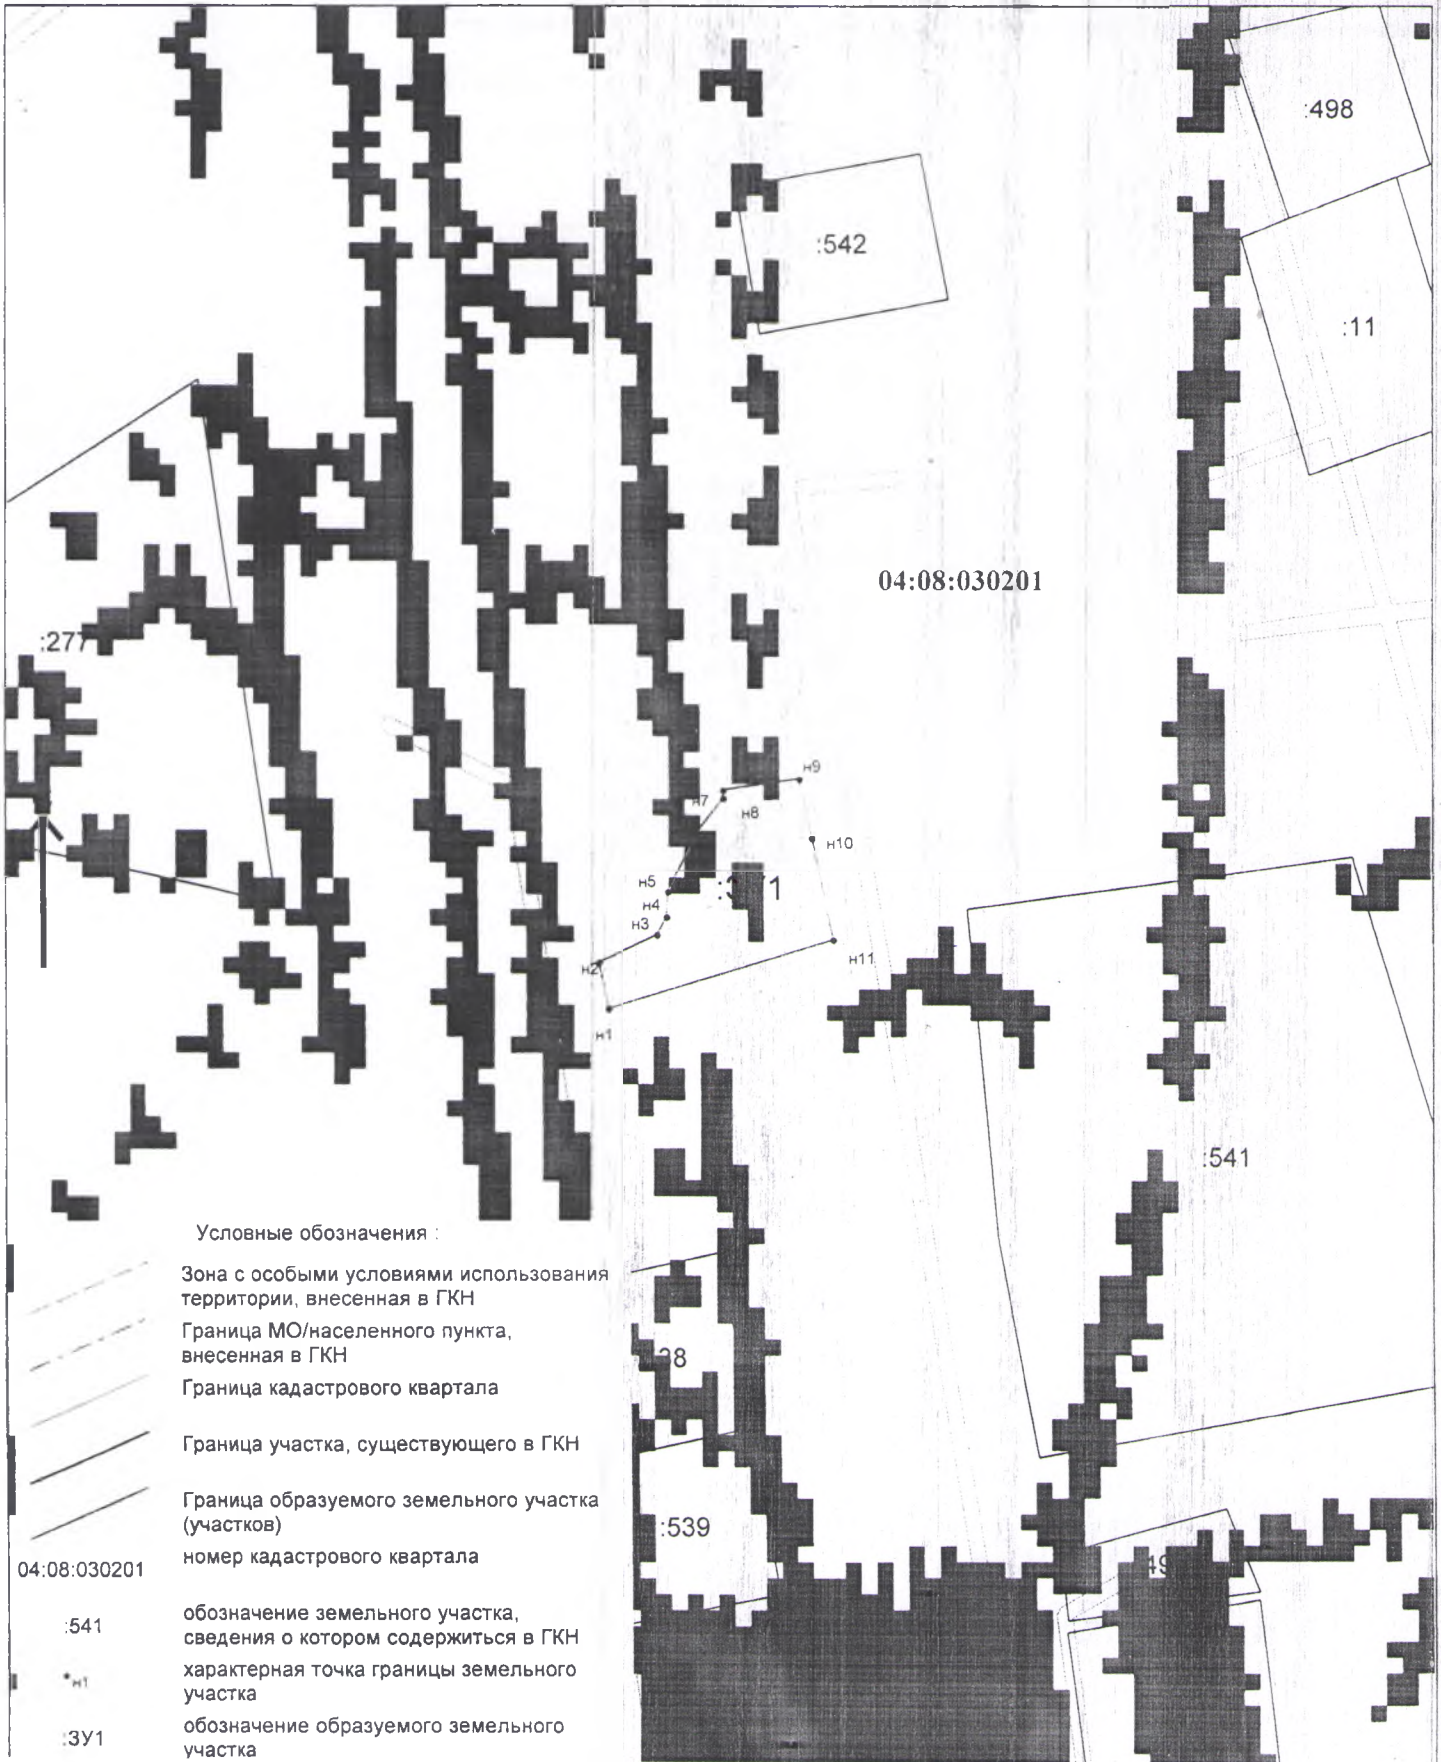 :498
:542
:11
04:08:030201
:277
н9
н7
н8
н10
н5
н4
н3
н11
н2
н1
:541
:539
Условные обозначения :
Зона с особыми условиями использования
территории, внесенная в ГКН
Граница МО/населенного пункта,
внесенная в ГКН
Граница кадастрового квартала
Граница участка, существующего в ГКН
Граница образуемого земельного участка
(участков)
04:08:030201 номер кадастрового квартала
:541 обозначение земельного участка,
сведения о котором содержиться в ГКН
н1 характерная точка границы земельного
участка
:ЗУ1 обозначение образуемого земельного
участка